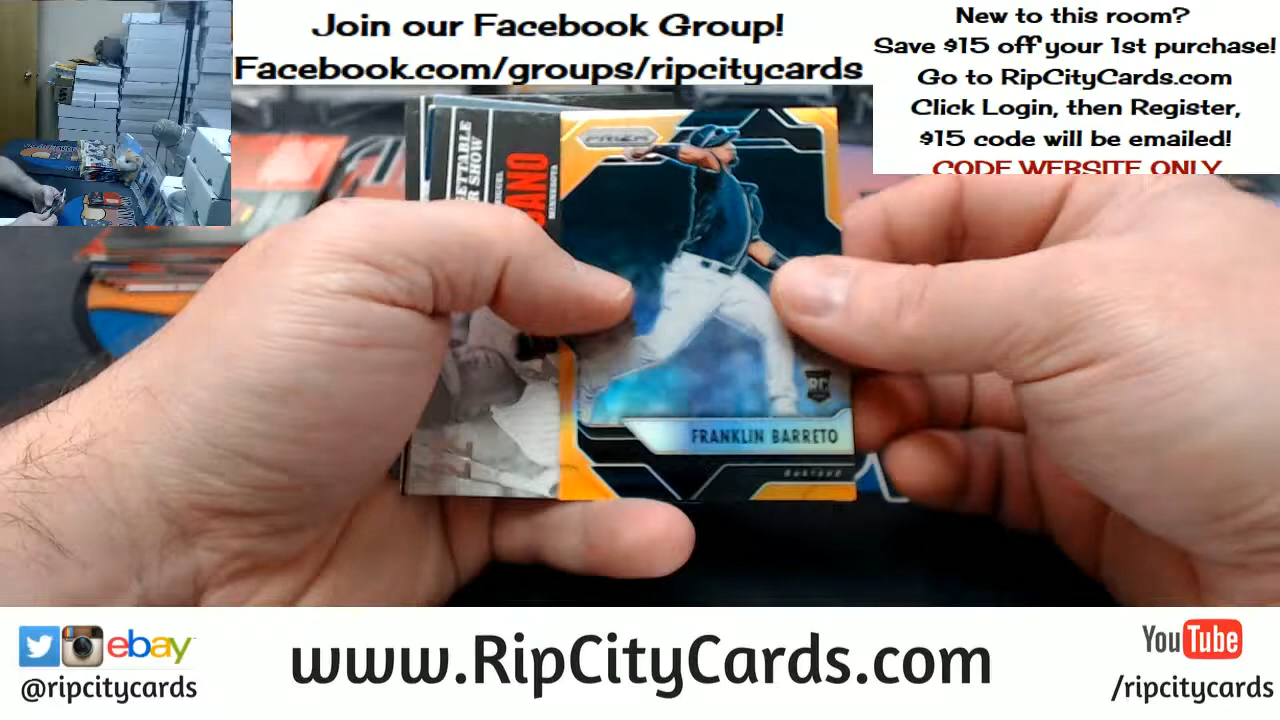 Join our Facebook Group!
Facebook.com/groups/ripcitycards
New to this room?
Save $15 off your 1st purchase!
Go to RipCityCards.com
Click Login, then Register,
$15 code will be emailed!
CODE WEBSITE ONLY
PRIZM
MINNESOTA
RC
FRANKLIN BARRETO
OAKLAND
ebay
@ripcitycards
www.RipCityCards.com
YouTube
/ripcitycards